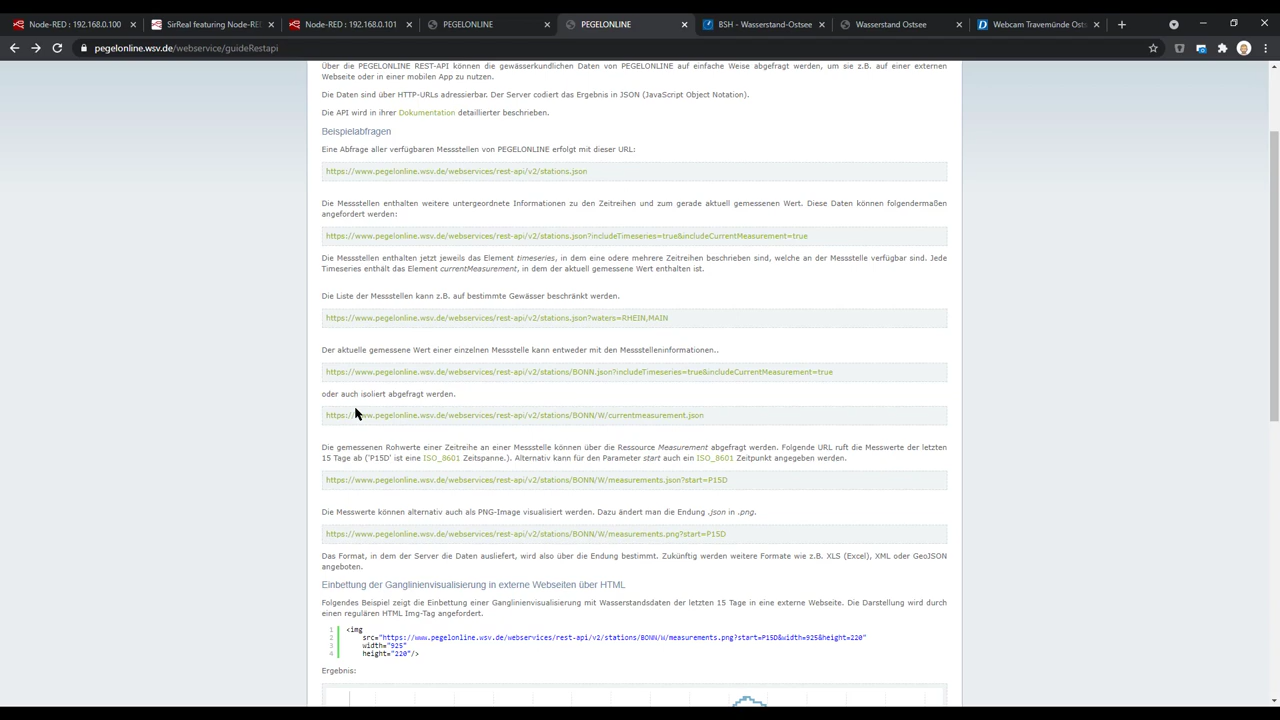 Node-RED : 192.168.0.100
SirReal featuring Node-RE
Node-RED : 192.168.0.101
PEGELONLINE
PEGELONLINE
BSH - Wasserstand-Ostsee
Wasserstand Ostsee
Webcam Travemünde Ost
pegelonline.wsv.de/webservice/guideRestapi
Über die PEGELONLINE REST-API können die gewässerkundlichen Daten von PEGELONLINE auf einfache Weise abgefragt werden, um sie z.B. auf einer externen
Webseite oder in einer mobilen App zu nutzen.
Die Daten sind über HTTP-URLs adressierbar. Der Server codiert das Ergebnis in JSON (JavaScript Object Notation).
Die API wird in ihrer Dokumentation detaillierter beschrieben.
Beispielabfragen
Eine Abfrage aller verfügbaren Messstellen von PEGELONLINE erfolgt mit dieser URL:
https://www.pegelonline.wsv.de/webservices/rest-api/v2/stations.json
Die Messstellen enthalten weitere untergeordnete Informationen zu den Zeitreihen und zum gerade aktuell gemessenen Wert. Diese Daten können folgendermaßen
angefordert werden:
https://www.pegelonline.wsv.de/webservices/rest-api/v2/stations.json?includeTimeseries=true&includeCurrentMeasurement=true
Die Messstellen enthalten jetzt jeweils das Element timeseries, in dem eine odere mehrere Zeitreihen beschrieben sind, welche an der Messstelle verfügbar sind. Jede
Timeseries enthält das Element currentMeasurement, in dem der aktuell gemessene Wert enthalten ist.
Die Liste der Messstellen kann z.B. auf bestimmte Gewässer beschränkt werden.
https://www.pegelonline.wsv.de/webservices/rest-api/v2/stations.json?waters=RHEIN,MAIN
Der aktuelle gemessene Wert einer einzelnen Messstelle kann entweder mit den Messstelleninformationen..
https://www.pegelonline.wsv.de/webservices/rest-api/v2/stations/BONN.json?includeTimeseries=true&includeCurrentMeasurement=true
oder auch isoliert abgefragt werden.
https://www.pegelonline.wsv.de/webservices/rest-api/v2/stations/BONN/W/currentmeasurement.json
Die gemessenen Rohwerte einer Zeitreihe an einer Messstelle können über die Ressource Measurement abgefragt werden. Folgende URL ruft die Messwerte der letzten
15 Tage ab ('P15D' ist eine ISO_8601 Zeitspanne.). Alternativ kann für den Parameter start auch ein ISO_8601 Zeitpunkt angegeben werden.
https://www.pegelonline.wsv.de/webservices/rest-api/v2/stations/BONN/W/measurements.json?start=P15D
Die Messwerte können alternativ auch als PNG-Image visualisiert werden. Dazu ändert man die Endung .json in .png.
https://www.pegelonline.wsv.de/webservices/rest-api/v2/stations/BONN/W/measurements.png?start=P15D
Das Format, in dem der Server die Daten ausliefert, wird also über die Endung bestimmt. Zukünftig werden weitere Formate wie z.B. XLS (Excel), XML oder GeoJSON
angeboten.
Einbettung der Ganglinienvisualisierung in externe Webseiten über HTML
Folgendes Beispiel zeigt die Einbettung einer Ganglinienvisualisierung mit Wasserstandsdaten der letzten 15 Tage in eine externe Webseite. Die Darstellung wird durch
einen regulären HTML Img-Tag angefordert.
1 <img
2 src="https://www.pegelonline.wsv.de/webservices/rest-api/v2/stations/BONN/W/measurements.png?start=P15D&width=925&height=220"
3 width="925"
4 height="220"/>
Ergebnis: